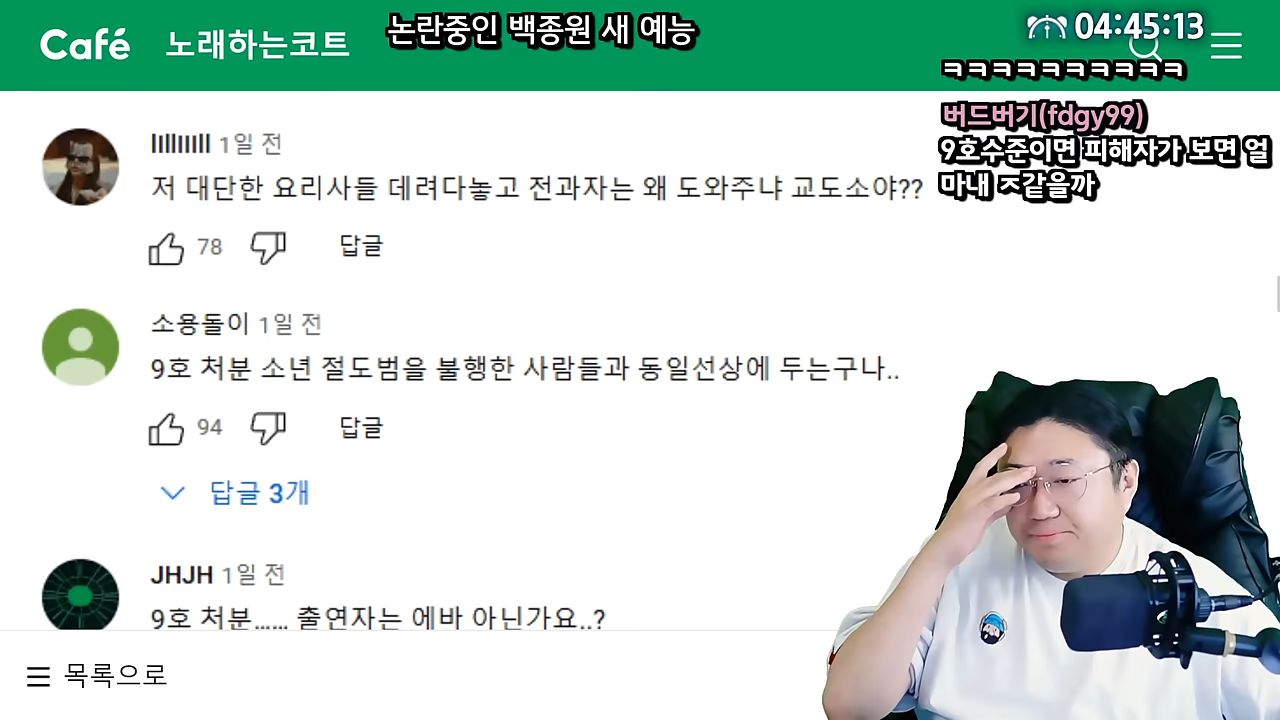 Café 노래하는코트
논란중인 백종원 새 예능
04:45:13
ㅋㅋㅋㅋㅋㅋㅋㅋㅋㅋ
버드버기(fdgy99)
9호수준이면 피해자가 보면 얼
마내 ㅈ같을까
1일 전
저 대단한 요리사들 데려다놓고 전과자는 왜 도와주냐 교도소야??
78 답글
소용돌이 1일 전
9호 처분 소년 절도범을 불행한 사람들과 동일선상에 두는구나..
94 답글
답글 3개
JHJH 1일 전
9호 처분...... 출연자는 에바 아닌가요..?
목록으로